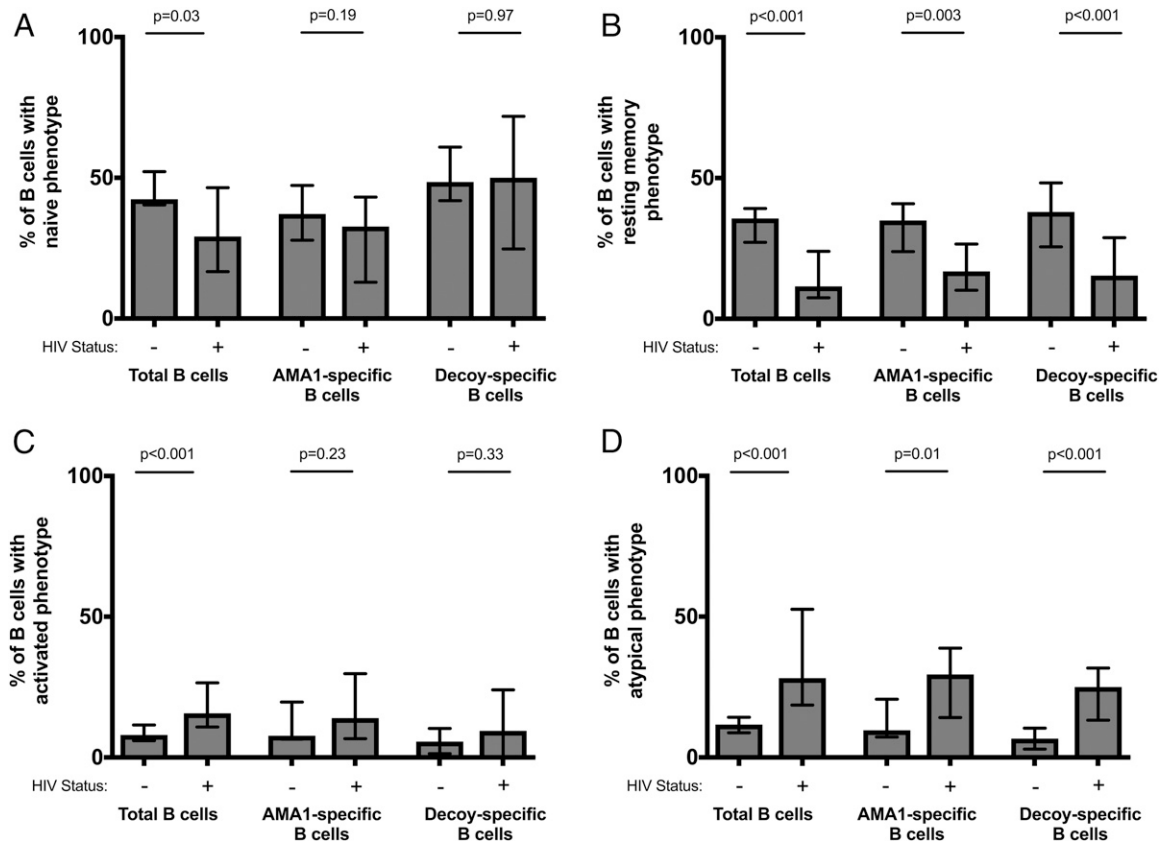 A
p=0.03 p=0.19 p=0.97
100
50
0
% of B cells with
naive phenotype
HIV Status: - + - + - +
Total B cells AMA1-specific Decoy-specific
B cells B cells
B
p<0.001 p=0.003 p<0.001
100
50
0
% of B cells with
resting memory
phenotype
HIV Status: - + - + - +
Total B cells AMA1-specific Decoy-specific
B cells B cells
C
p<0.001 p=0.23 p=0.33
100
50
0
% of B cells with
activated phenotype
HIV Status: - + - + - +
Total B cells AMA1-specific Decoy-specific
B cells B cells
D
p<0.001 p=0.01 p<0.001
100
50
0
% of B cells with
atypical phenotype
HIV Status: - + - + - +
Total B cells AMA1-specific Decoy-specific
B cells B cells